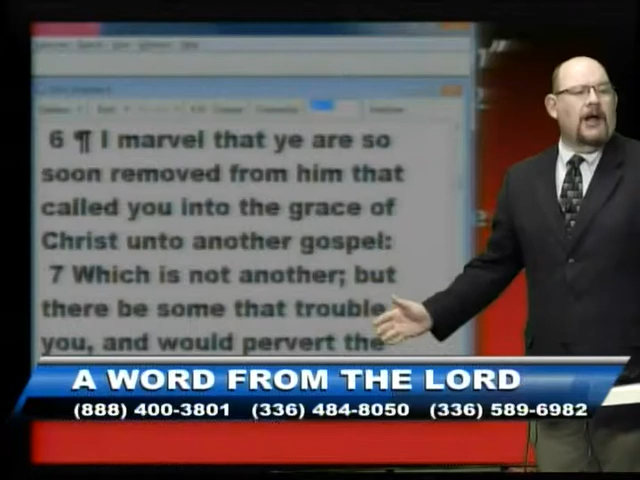 6 ¶ I marvel that ye are so
soon removed from him that
called you into the grace of
Christ unto another gospel:
7 Which is not another; but
there be some that trouble
you, and would pervert the
A WORD FROM THE LORD
(888) 400-3801 (336) 484-8050 (336) 589-6982